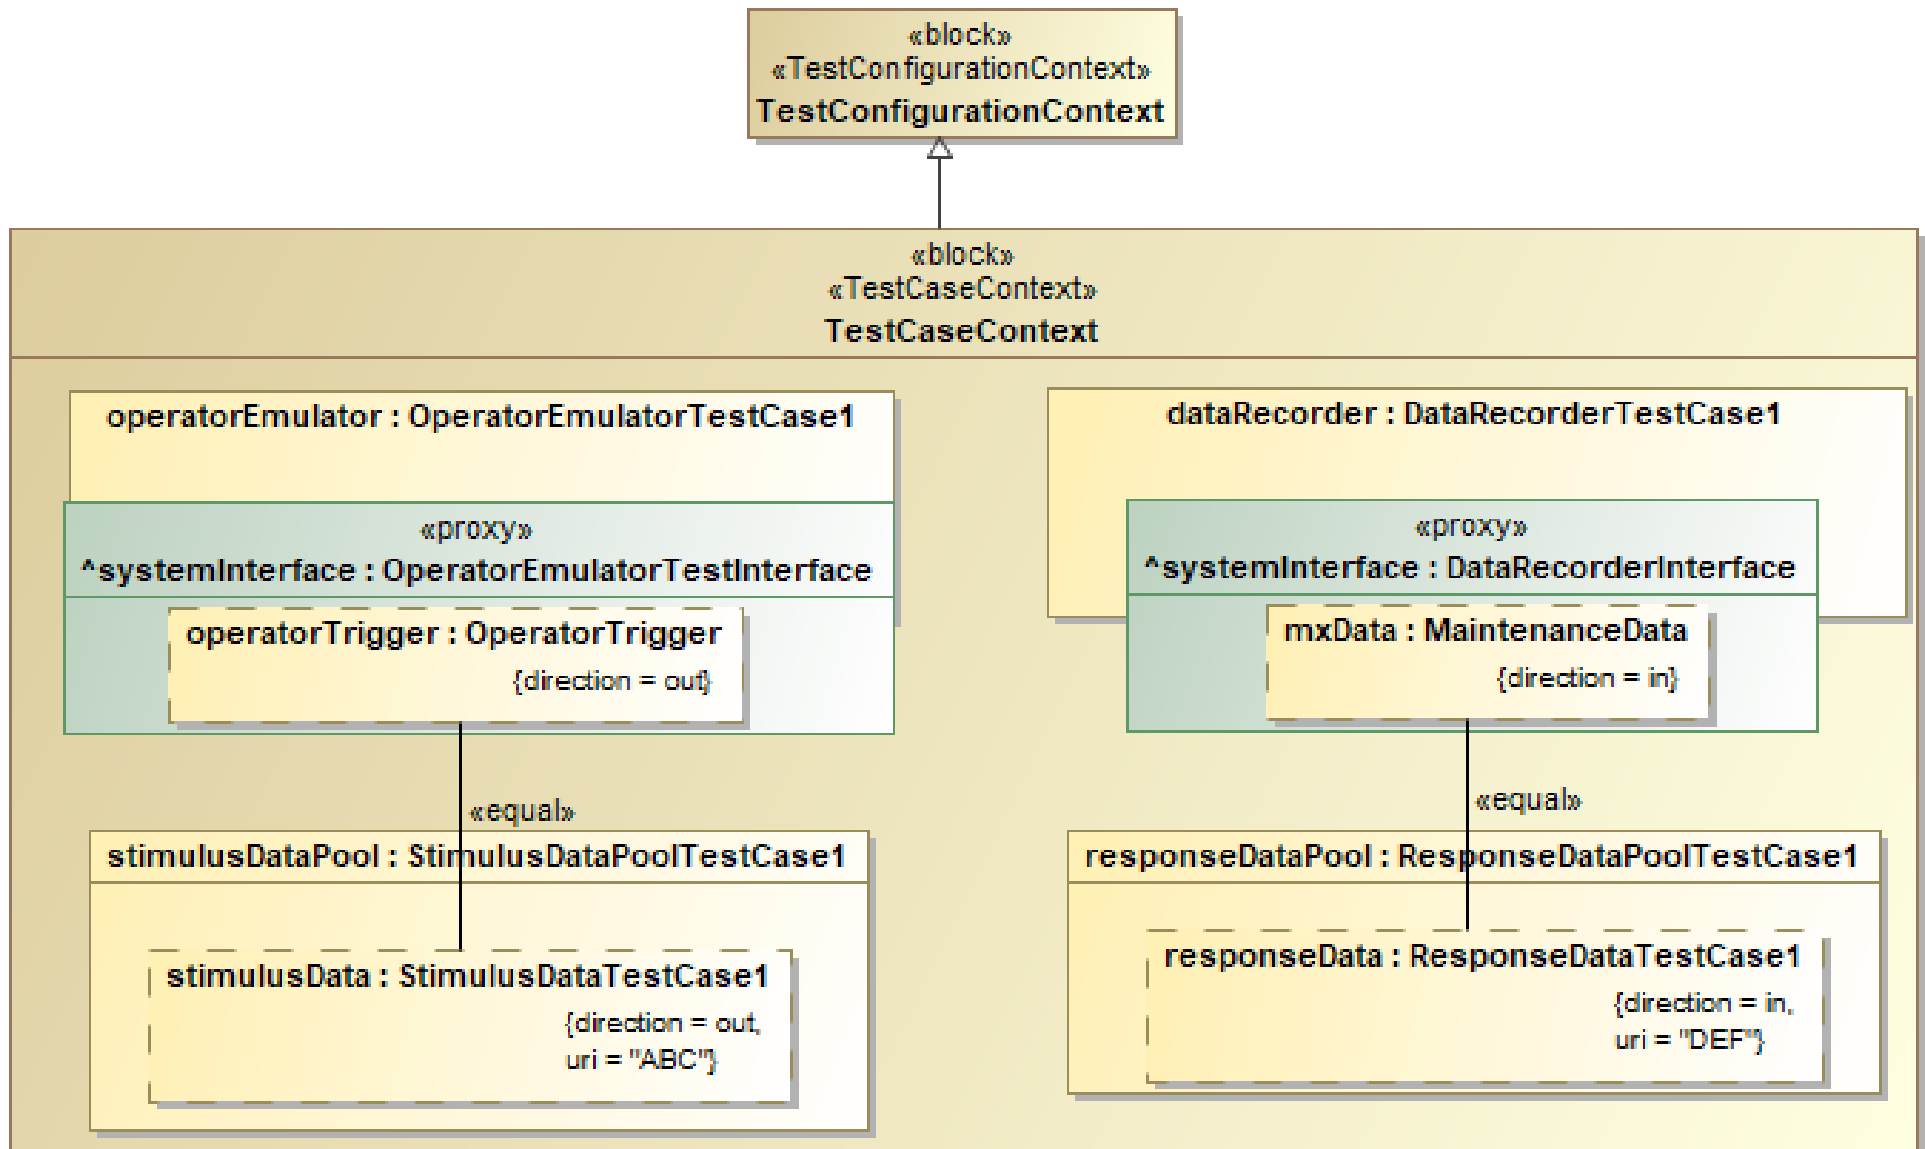 «block»
«TestConfigurationContext»
TestConfigurationContext
«block»
«TestCaseContext»
TestCaseContext
operatorEmulator : OperatorEmulatorTestCase1
«proxy»
^systemInterface : OperatorEmulatorTestInterface
operatorTrigger : OperatorTrigger
{direction = out}
«equal»
stimulusDataPool : StimulusDataPoolTestCase1
stimulusData : StimulusDataTestCase1
{direction = out,
uri = "ABC"}
dataRecorder : DataRecorderTestCase1
«proxy»
^systemInterface : DataRecorderInterface
mxData : MaintenanceData
{direction = in}
«equal»
responseDataPool : ResponseDataPoolTestCase1
responseData : ResponseDataTestCase1
{direction = in,
uri = "DEF"}